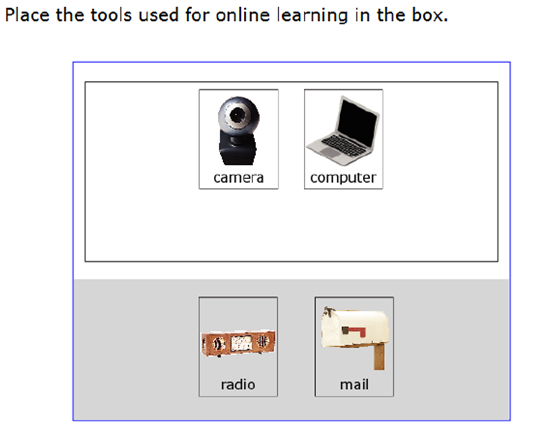 Place the tools used for online learning in the box.
camera computer
radio mail